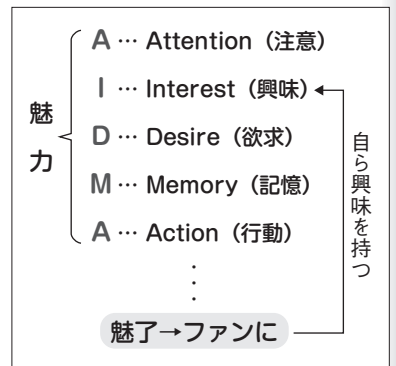 魅力
A … Attention（注意）
I … Interest（興味）
D … Desire（欲求）
M … Memory（記憶）
A … Action（行動）
魅了→ファンに
自ら興味を持つ